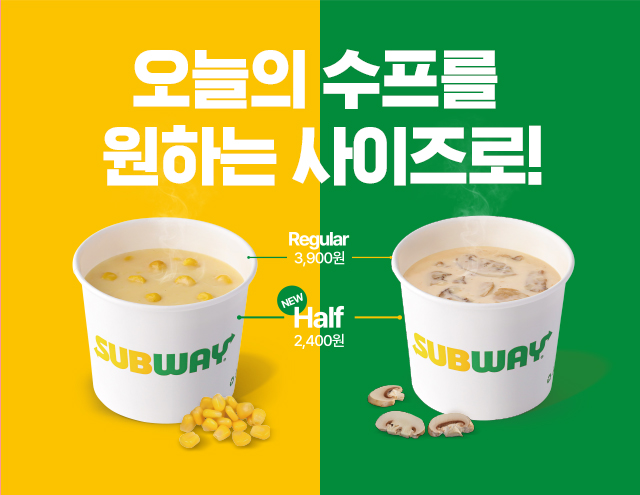 오늘의 수프를
원하는 사이즈로!
Regular
3,900원
NEW
Half
2,400원
SUBWAY
SUBWAY